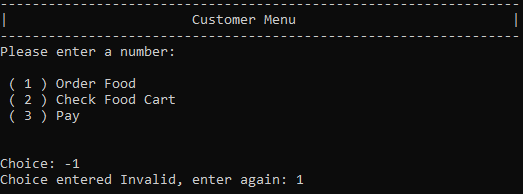 -----------------------------------------------------------------
|                       Customer Menu                           |
-----------------------------------------------------------------
Please enter a number:
( 1 ) Order Food
( 2 ) Check Food Cart
( 3 ) Pay
Choice: -1
Choice entered Invalid, enter again: 1